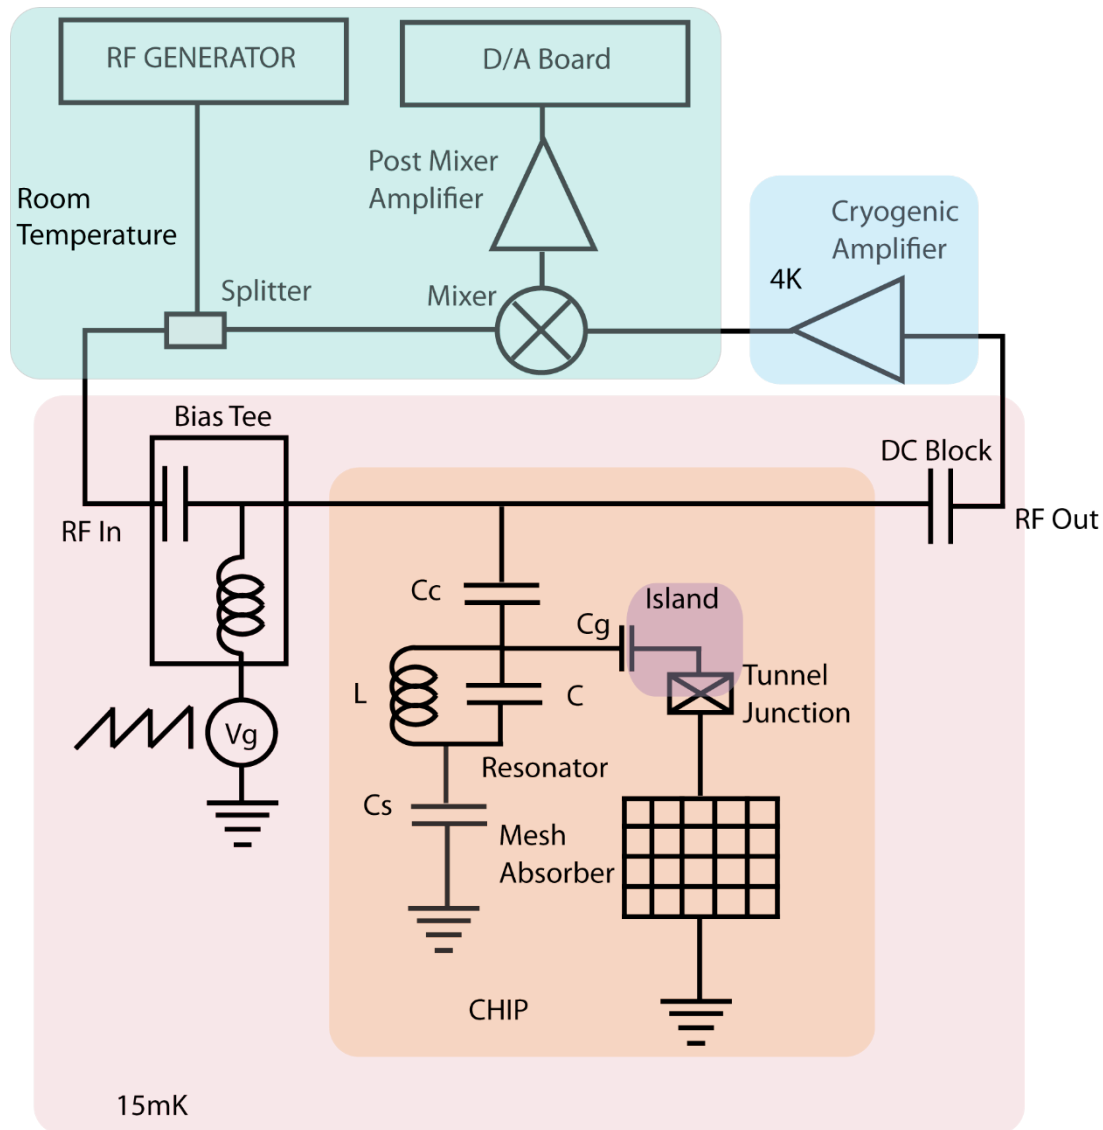 RF GENERATOR
D/A Board
Post Mixer
Amplifier
Room
Temperature
Splitter
Mixer
Cryogenic
Amplifier
4K
Bias Tee
DC Block
RF In
RF Out
Cc
Island
Cg
L
C
Tunnel
Junction
Vg
Resonator
Cs
Mesh
Absorber
CHIP
15mK